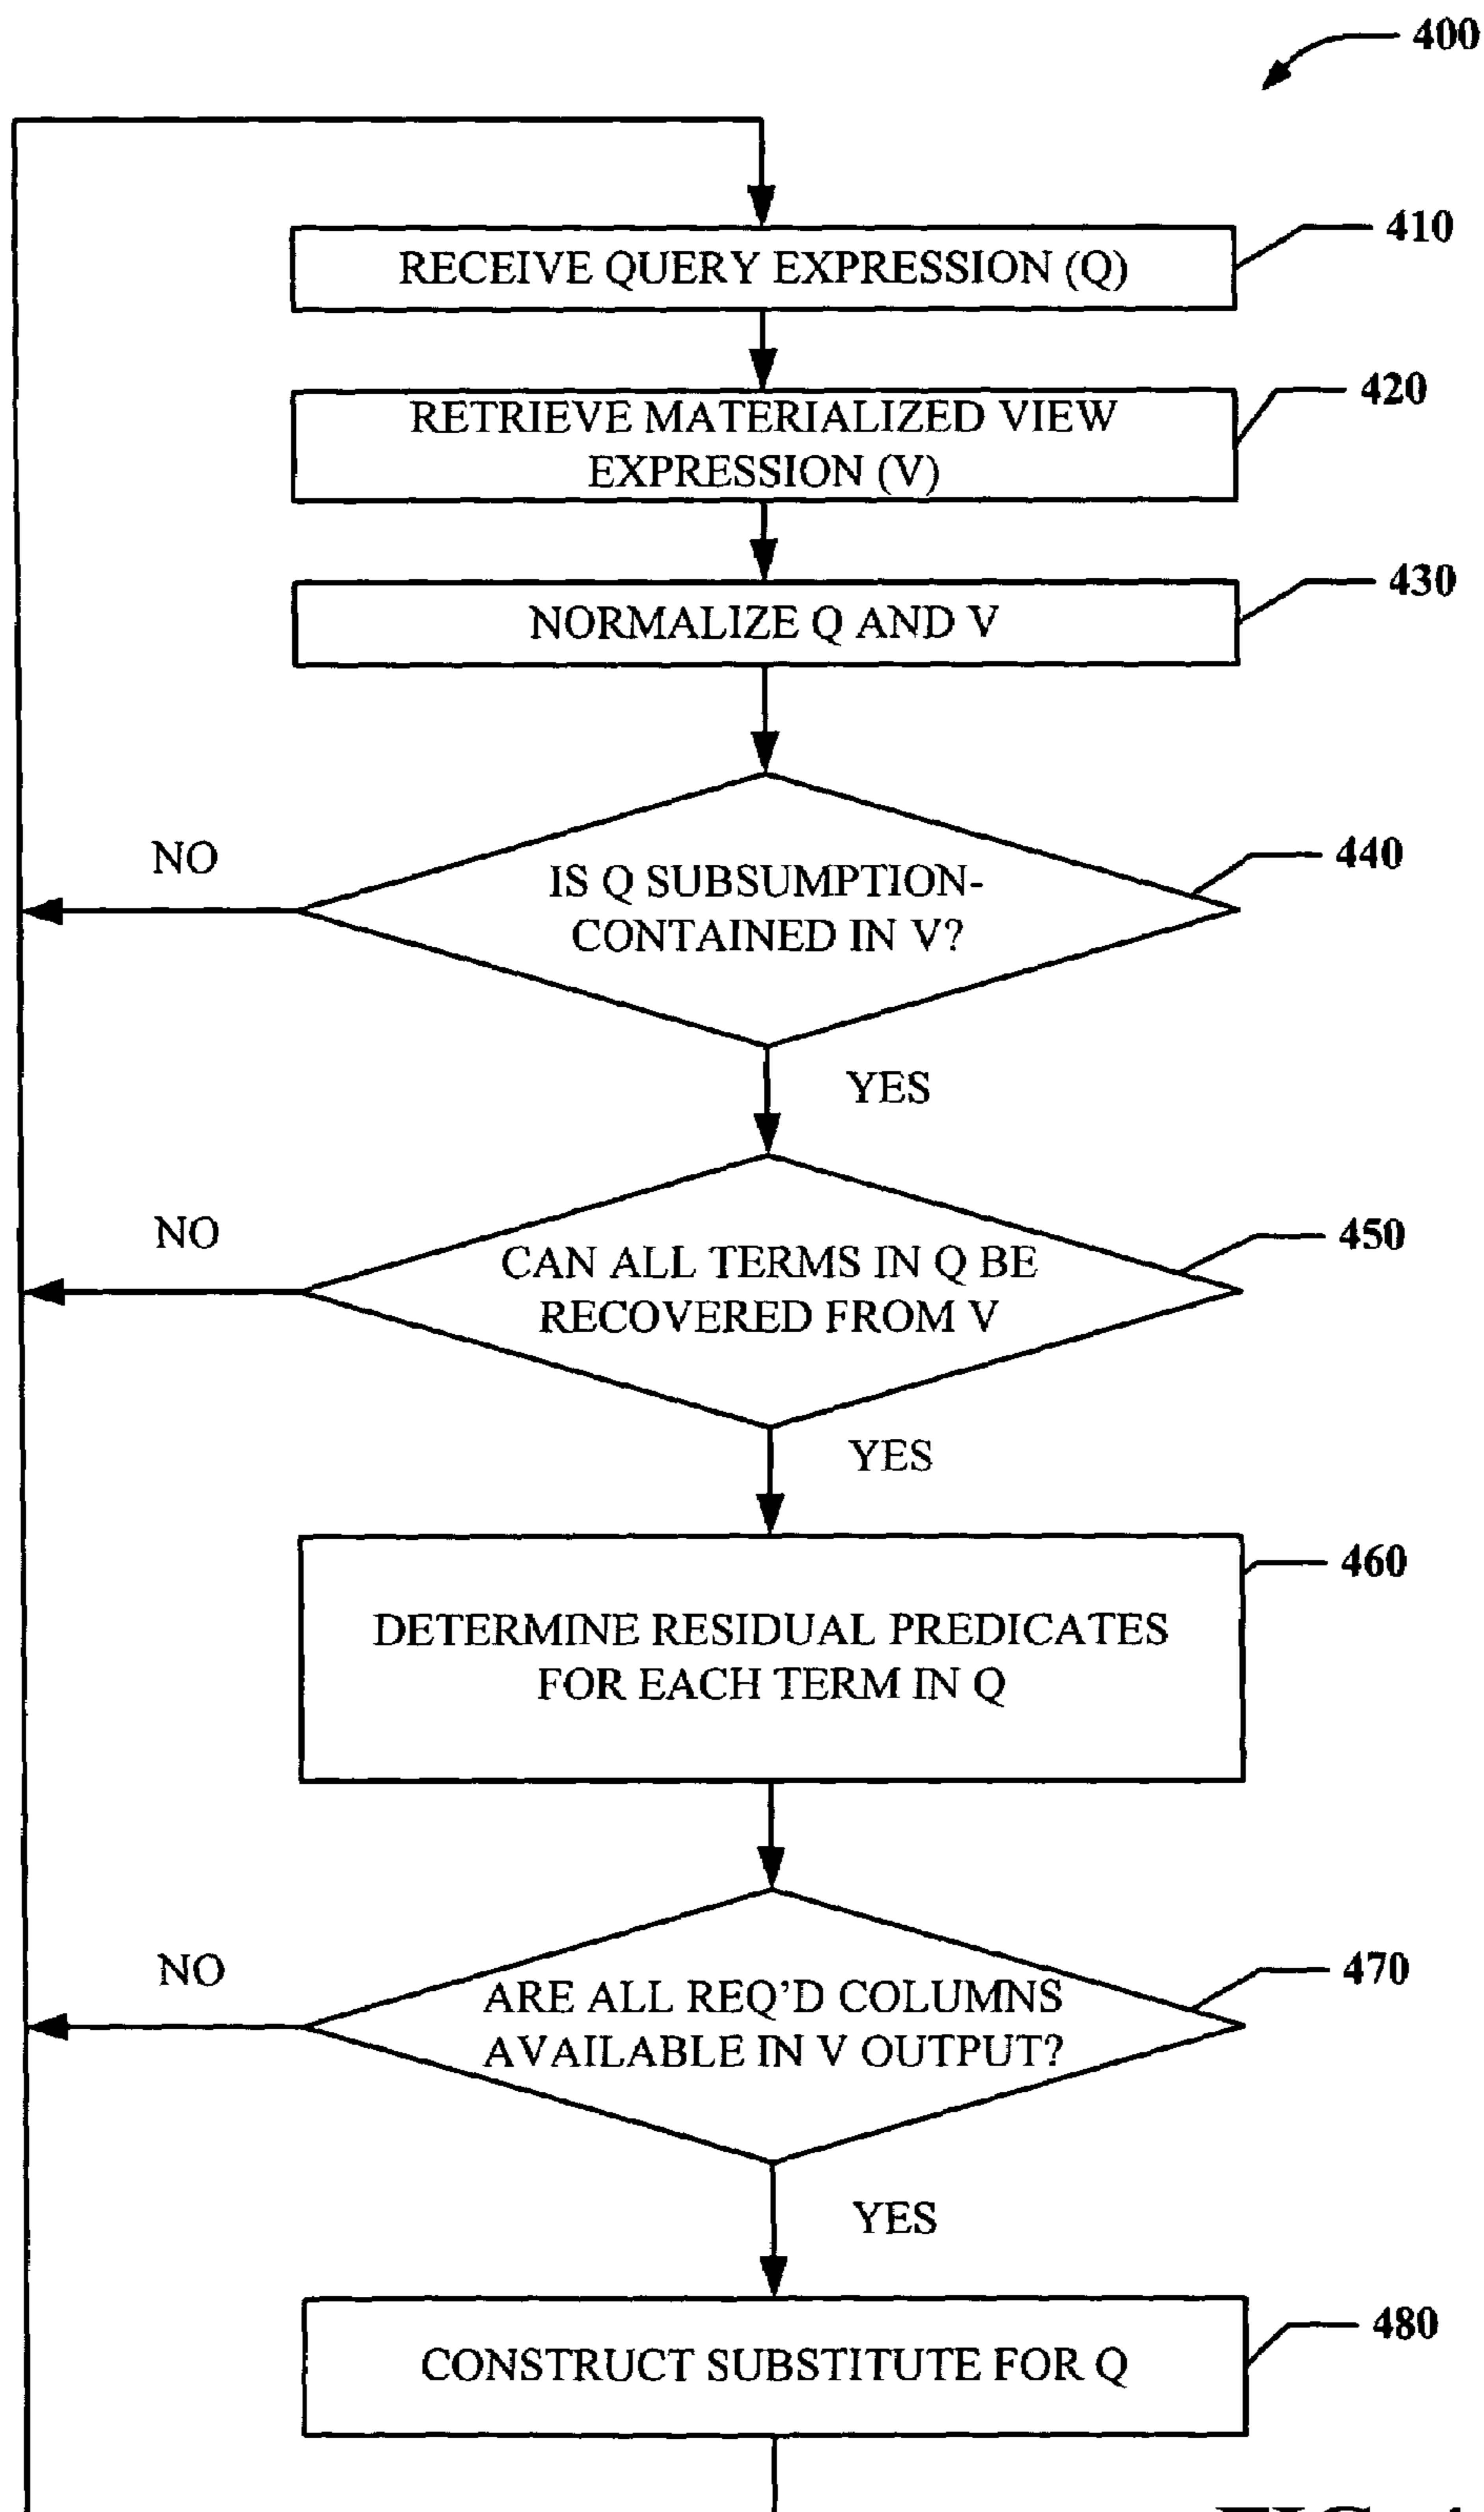 400
RECEIVE QUERY EXPRESSION (Q)
410
RETRIEVE MATERIALIZED VIEW
EXPRESSION (V)
420
NORMALIZE Q AND V
430
IS Q SUBSUMPTION-
CONTAINED IN V?
440
NO
YES
CAN ALL TERMS IN Q BE
RECOVERED FROM V
450
NO
YES
DETERMINE RESIDUAL PREDICATES
FOR EACH TERM IN Q
460
ARE ALL REQ'D COLUMNS
AVAILABLE IN V OUTPUT?
470
NO
YES
CONSTRUCT SUBSTITUTE FOR Q
480